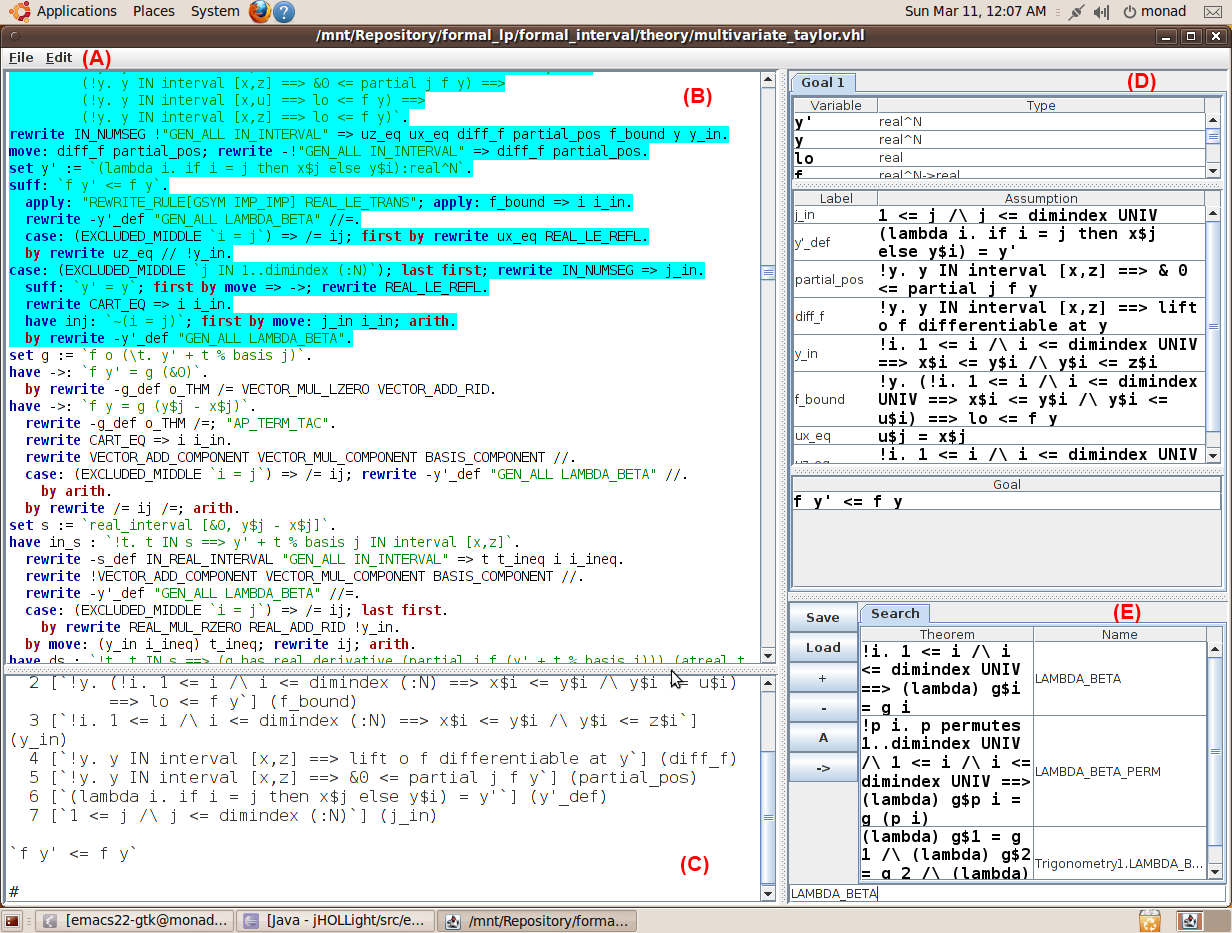 Applications Places System ? Sun Mar 11, 12:07 AM monad
/mnt/Repository/formal_lp/formal_interval/theory/multivariate_taylor.vhl
File Edit (A)
(!y. y IN interval [x,z] ==> &0 <= partial j f y) ==>
(!y. y IN interval [x,u] ==> lo <= f y) ==>
(!y. y IN interval [x,z] ==> lo <= f y)`.
(B)
rewrite IN_NUMSEG !"GEN_ALL IN_INTERVAL" => uz_eq ux_eq diff_f partial_pos f_bound y y_in.
move: diff_f partial_pos; rewrite -!"GEN_ALL IN_INTERVAL" => diff_f partial_pos.
set y' := `(lambda i. if i = j then x$j else y$i):real^N`.
suff: `f y' <= f y`.
apply: "REWRITE_RULE[GSYM IMP_IMP] REAL_LE_TRANS"; apply: f_bound => i i_in.
rewrite -y'_def "GEN_ALL LAMBDA_BETA" //=.
case: (EXCLUDED_MIDDLE `i = j`) => /= ij; first by rewrite ux_eq REAL_LE_REFL.
by rewrite uz_eq // !y_in.
case: (EXCLUDED_MIDDLE `j IN 1..dimindex (:N)`); last first; rewrite IN_NUMSEG => j_in.
suff: `y' = y`; first by move => ->; rewrite REAL_LE_REFL.
rewrite CART_EQ => i i_in.
have inj: `~(i = j)`; first by move: j_in i_in; arith.
by rewrite -y'_def "GEN_ALL LAMBDA_BETA".
set g := `f o (\t. y' + t % basis j)`.
have ->: `f y' = g (&0)`.
by rewrite -g_def o_THM /= VECTOR_MUL_LZERO VECTOR_ADD_RID.
have ->: `f y = g (y$j - x$j)`.
rewrite -g_def o_THM /=; "AP_TERM_TAC".
rewrite CART_EQ => i i_in.
rewrite VECTOR_ADD_COMPONENT VECTOR_MUL_COMPONENT BASIS_COMPONENT //.
case: (EXCLUDED_MIDDLE `i = j`) => /= ij; rewrite -y'_def "GEN_ALL LAMBDA_BETA" //.
by arith.
by rewrite /= ij /=; arith.
set s := `real_interval [&0, y$j - x$j]`.
have in_s : `!t. t IN s ==> y' + t % basis j IN interval [x,z]`.
rewrite -s_def IN_REAL_INTERVAL "GEN_ALL IN_INTERVAL" => t t_ineq i i_ineq.
rewrite !VECTOR_ADD_COMPONENT VECTOR_MUL_COMPONENT BASIS_COMPONENT //.
rewrite -y'_def "GEN_ALL LAMBDA_BETA" //=.
case: (EXCLUDED_MIDDLE `i = j`) => /= ij; last first.
by rewrite REAL_MUL_RZERO REAL_ADD_RID !y_in.
by move: (y_in i_ineq) t_ineq; rewrite ij; arith.
have ds : `!t. t IN s ==> (g has_real_derivative (partial j f (y' + t % basis j))) (atreal t
2 [`!y. (!i. 1 <= i /\ i <= dimindex (:N) ==> x$i <= y$i /\ y$i <= u$i)
==> lo <= f y`] (f_bound)
3 [`!i. 1 <= i /\ i <= dimindex (:N) ==> x$i <= y$i /\ y$i <= z$i`]
(y_in)
4 [`!y. y IN interval [x,z] ==> lift o f differentiable at y`] (diff_f)
5 [`!y. y IN interval [x,z] ==> &0 <= partial j f y`] (partial_pos)
6 [`(lambda i. if i = j then x$j else y$i) = y'`] (y'_def)
7 [`1 <= j /\ j <= dimindex (:N)`] (j_in)
`f y' <= f y`
(C)
#
Goal 1 (D)
Variable Type
y' real^N
y real^N
lo real
f real^N->real
Label Assumption
j_in 1 <= j /\ j <= dimindex UNIV
y'_def (lambda i. if i = j then x$j
else y$i) = y'
partial_pos !y. y IN interval [x,z] ==> & 0
<= partial j f y
diff_f !y. y IN interval [x,z] ==> lift
o f differentiable at y
y_in !i. 1 <= i /\ i <= dimindex UNIV
==> x$i <= y$i /\ y$i <= z$i
f_bound !y. (!i. 1 <= i /\ i <= dimindex
UNIV ==> x$i <= y$i /\ y$i <=
u$i) ==> lo <= f y
ux_eq u$j = x$j
uz_eq !i. 1 <= i /\ i <= dimindex UNIV
Goal
f y' <= f y
Save
Load
+
-
A
->
Search (E)
Theorem Name
!i. 1 <= i /\ i
<= dimindex UNIV
==> (lambda) g$i
= g i
LAMBDA_BETA
!p i. p permutes
1..dimindex UNIV
/\ 1 <= i /\ i <=
dimindex UNIV ==>
(lambda) g$p i =
g (p i)
LAMBDA_BETA_PERM
(lambda) g$1 = g
1 /\ (lambda) g$2
= g 2 /\ (lambda)
Trigonometry1.LAMBDA_B...
LAMBDA_BETA
[emacs22-gtk@monad... [Java - jHOLLight/src/e... /mnt/Repository/forma...